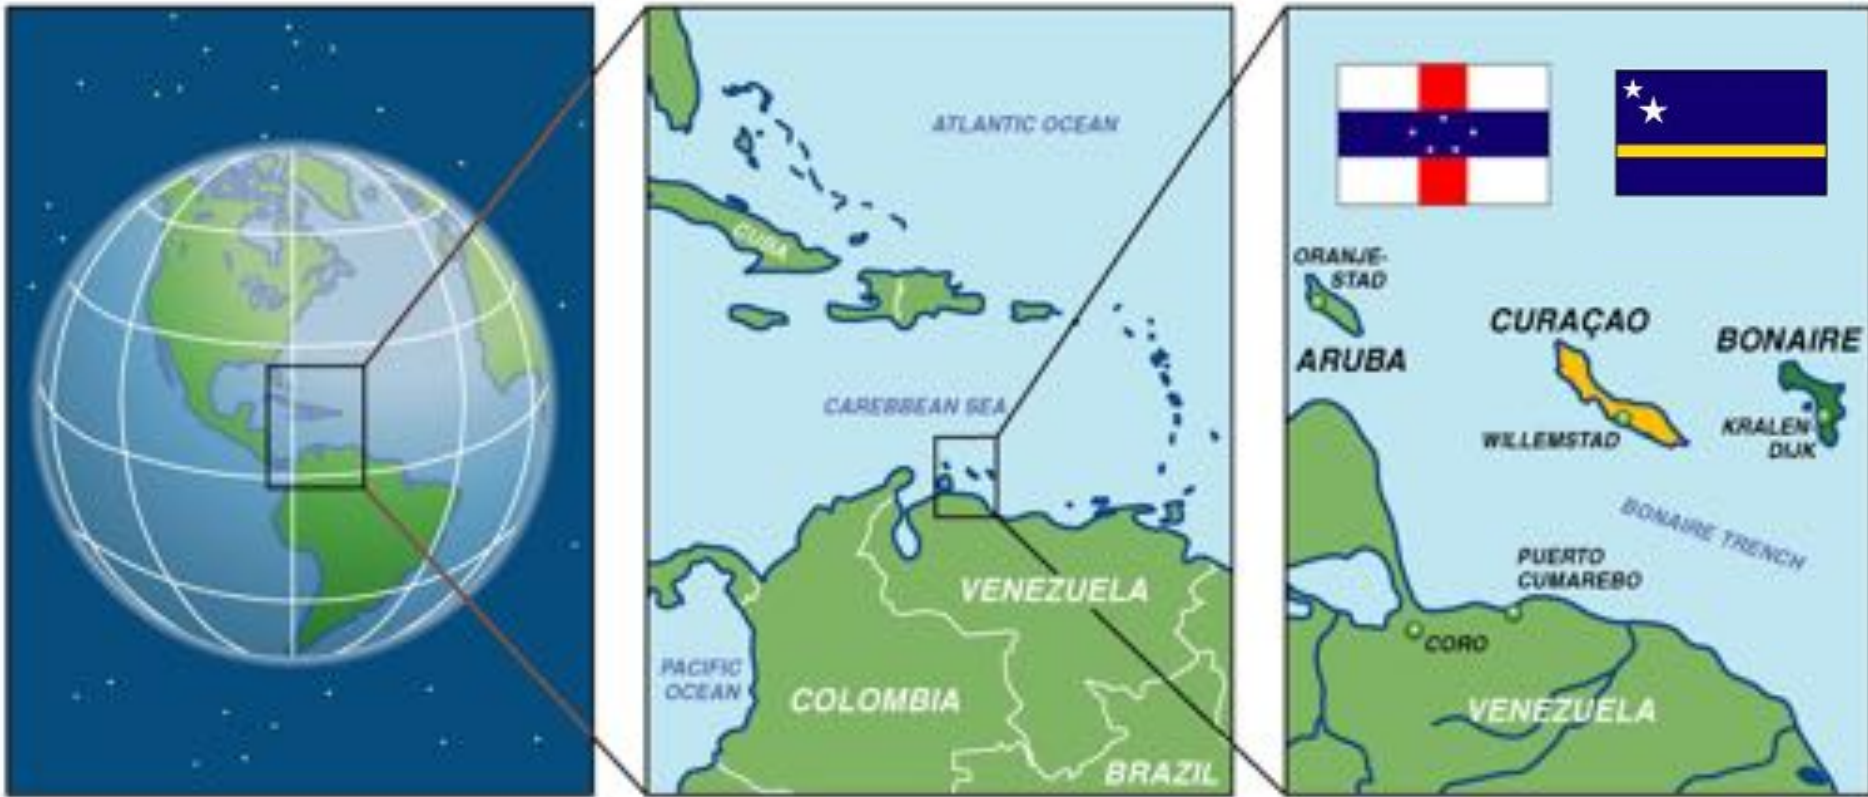 ATLANTIC OCEAN
CUBA
CAREBBEAN SEA
VENEZUELA
PACIFIC
OCEAN
COLOMBIA
BRAZIL
ORANJE-
STAD
ARUBA
CURAÇAO
BONAIRE
WILLEMSTAD
KRALEN-
DIJK
BONAIRE TRENCH
PUERTO
CUMAREBO
CORO
VENEZUELA